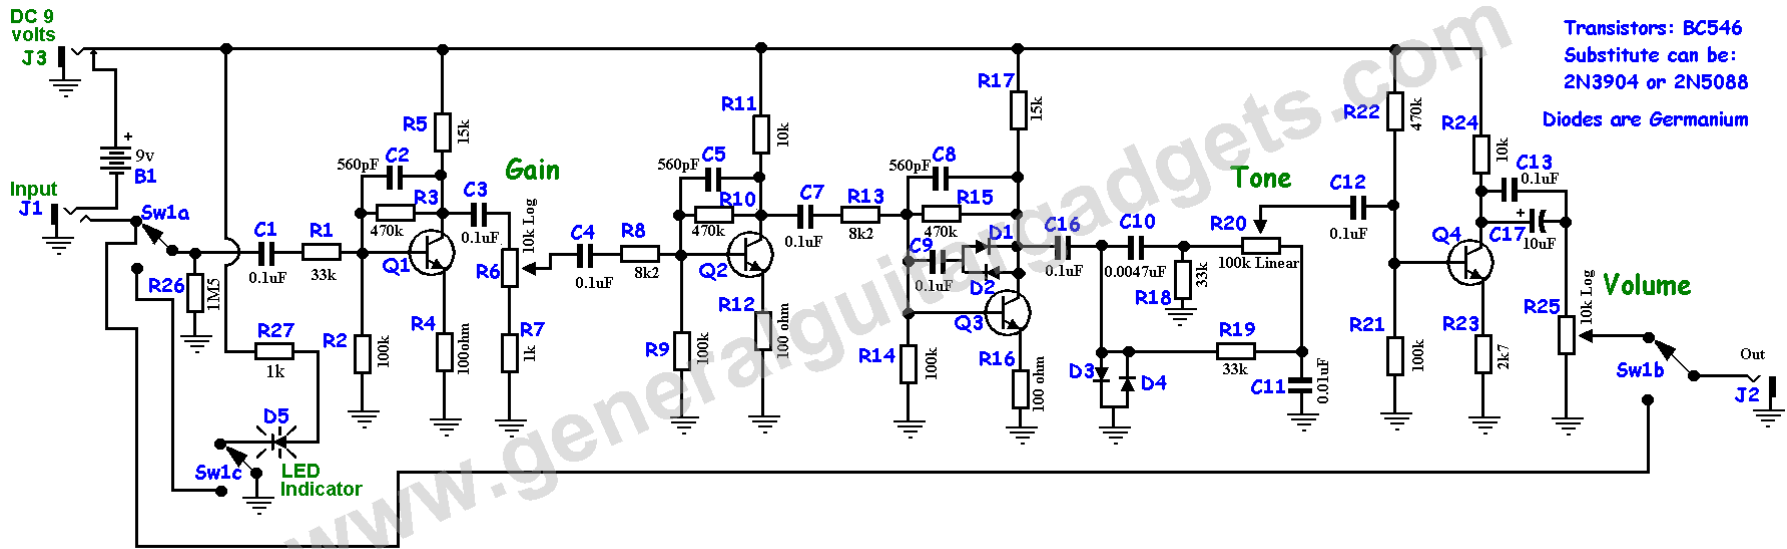 DC 9
volts
J3
Transistors: BC546
Substitute can be:
2N3904 or 2N5088
Diodes are Germanium
+
9v
B1
Input
J1
Sw1a
C1
0.1uF
R1
33k
R26
1M5
R27
1k
D5
LED
Indicator
Sw1c
R2
100k
560pF
C2
R3
470k
R5
15k
Q1
R4
100ohm
C3
0.1uF
Gain
10k Log
R6
R7
1k
C4
0.1uF
R8
8k2
R9
100k
560pF
C5
R10
470k
R11
10k
Q2
R12
100 ohm
C7
0.1uF
R13
8k2
R14
100k
560pF
C8
R15
470k
R17
15k
C9
0.1uF
D1
D2
Q3
R16
100 ohm
C16
0.1uF
C10
0.0047uF
D3
D4
R18
33k
Tone
R20
100k Linear
R19
33k
C11
0.01uF
C12
0.1uF
R22
470k
R21
100k
Q4
R24
10k
R23
2k7
C13
0.1uF
+
C17
10uF
R25
10k Log
Volume
Sw1b
Out
J2
www.generalguitargadgets.com